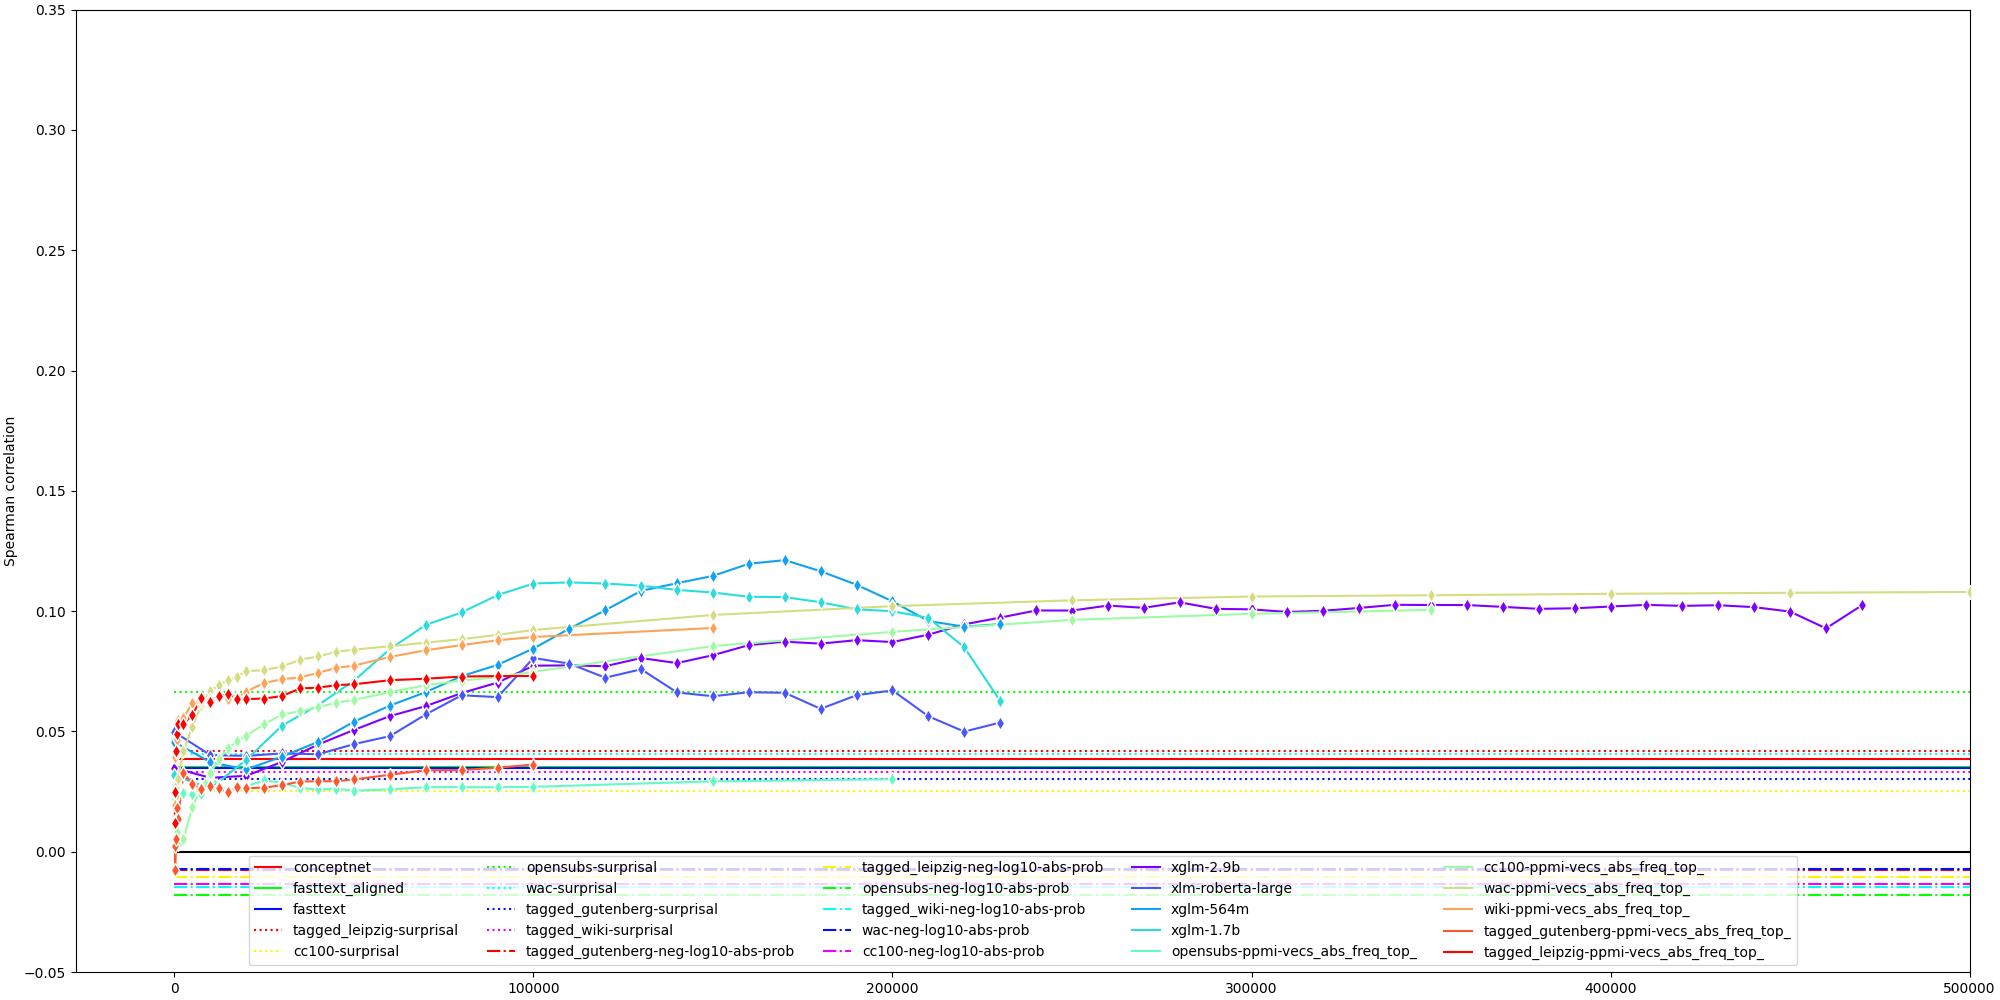 0.35
0.30
0.25
0.20
0.15
0.10
0.05
0.00
−0.05
Spearman correlation
0
100000
200000
300000
400000
500000
conceptnet
fasttext_aligned
fasttext
tagged_leipzig-surprisal
cc100-surprisal
opensubs-surprisal
wac-surprisal
tagged_gutenberg-surprisal
tagged_wiki-surprisal
tagged_gutenberg-neg-log10-abs-prob
tagged_leipzig-neg-log10-abs-prob
opensubs-neg-log10-abs-prob
tagged_wiki-neg-log10-abs-prob
wac-neg-log10-abs-prob
cc100-neg-log10-abs-prob
xglm-2.9b
xlm-roberta-large
xglm-564m
xglm-1.7b
opensubs-ppmi-vecs_abs_freq_top_
cc100-ppmi-vecs_abs_freq_top_
wac-ppmi-vecs_abs_freq_top_
wiki-ppmi-vecs_abs_freq_top_
tagged_gutenberg-ppmi-vecs_abs_freq_top_
tagged_leipzig-ppmi-vecs_abs_freq_top_